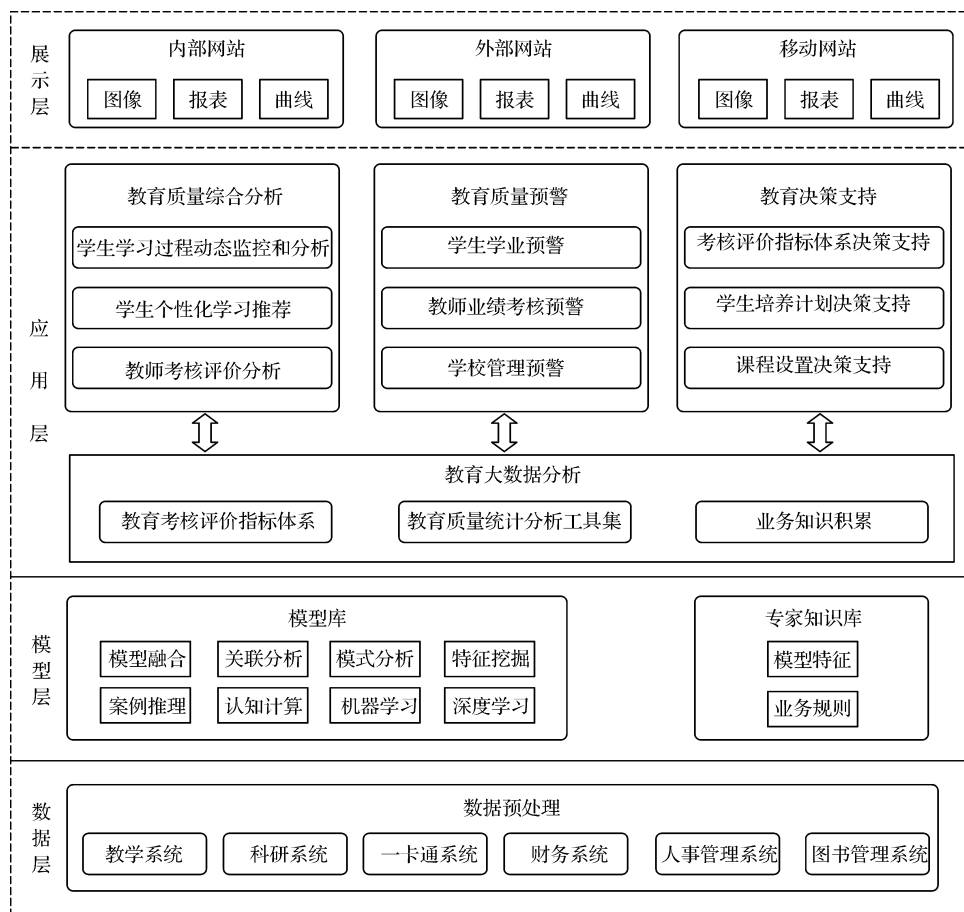 展示层
内部网站
图像 报表 曲线
外部网站
图像 报表 曲线
移动网站
图像 报表 曲线
应用层
教育质量综合分析
学生学习过程动态监控和分析
学生个性化学习推荐
教师考核评价分析
教育质量预警
学生学业预警
教师业绩考核预警
学校管理预警
教育决策支持
考核评价指标体系决策支持
学生培养计划决策支持
课程设置决策支持
教育大数据分析
教育考核评价指标体系 教育质量统计分析工具集 业务知识积累
模型层
模型库
模型融合 关联分析 模式分析 特征挖掘
案例推理 认知计算 机器学习 深度学习
专家知识库
模型特征
业务规则
数据层
数据预处理
教学系统 科研系统 一卡通系统 财务系统 人事管理系统 图书管理系统